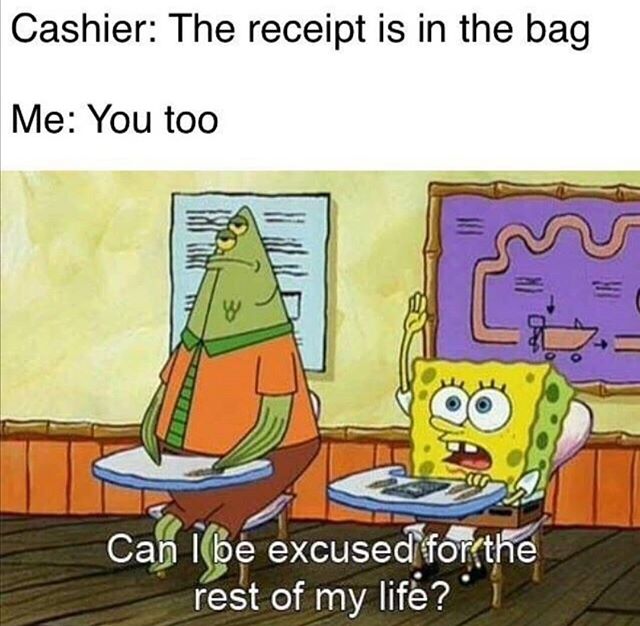 Cashier: The receipt is in the bag
Me: You too
Can I be excused for the
rest of my life?